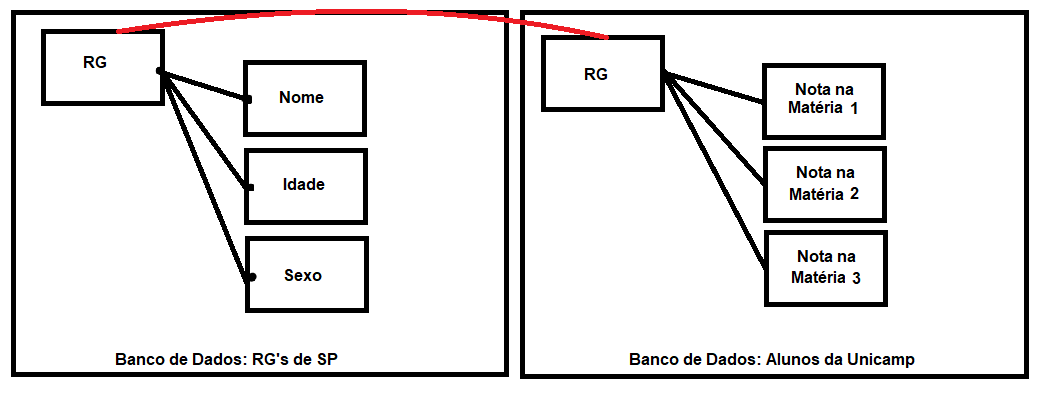 RG
Nome
Idade
Sexo
Banco de Dados: RG's de SP
RG
Nota na
Matéria 1
Nota na
Matéria 2
Nota na
Matéria 3
Banco de Dados: Alunos da Unicamp